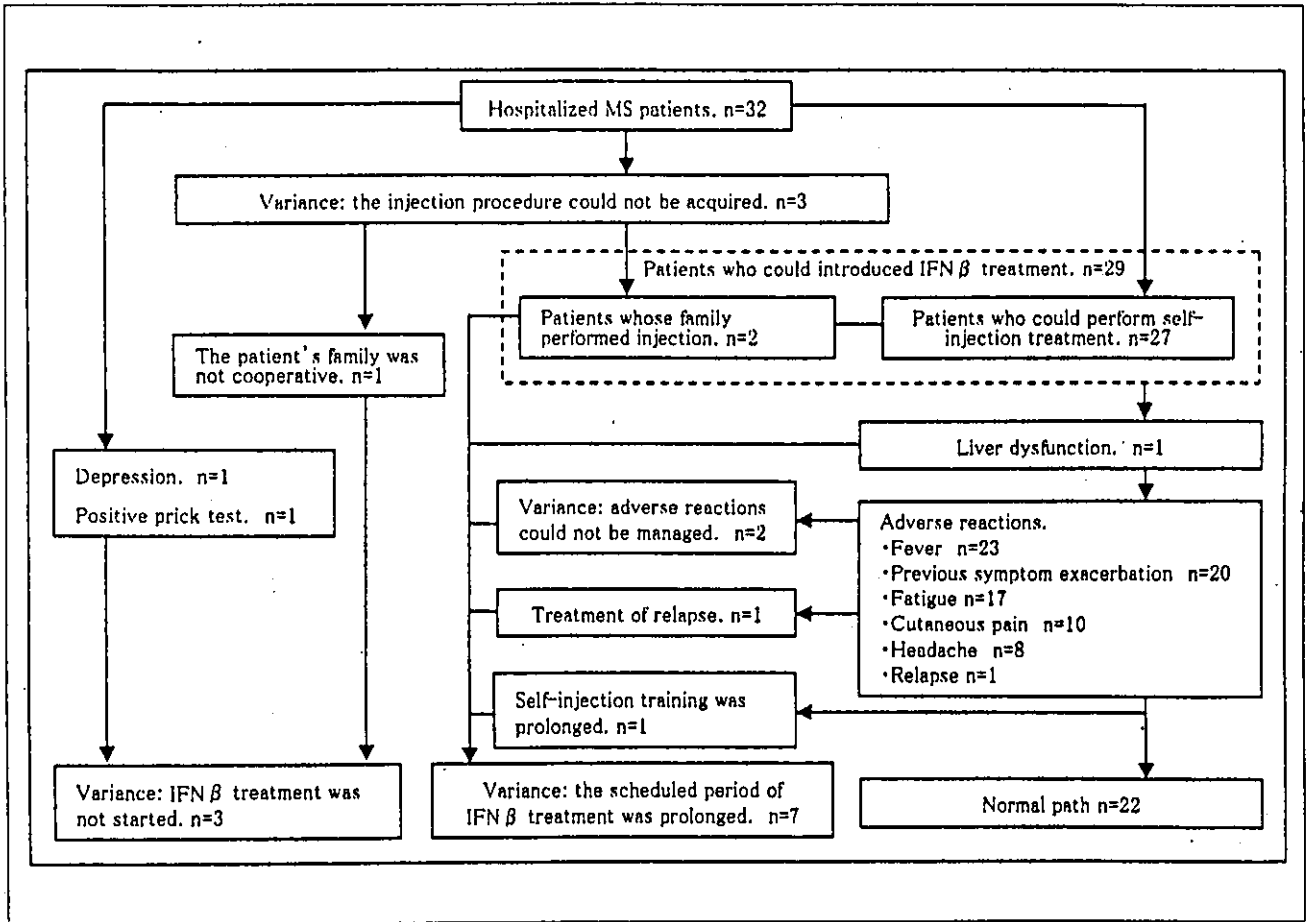 Hospitalized MS patients. n=32
Variance: the injection procedure could not be acquired. n=3
Patients who could introduced IFN β treatment. n=29
Patients whose family
performed injection. n=2
Patients who could perform self-
injection treatment. n=27
The patient's family was
not cooperative. n=1
Liver dysfunction. n=1
Depression. n=1
Positive prick test. n=1
Variance: adverse reactions
could not be managed. n=2
Adverse reactions.
・Fever n=23
・Previous symptom exacerbation n=20
・Fatigue n=17
・Cutaneous pain n=10
・Headache n=8
・Relapse n=1
Treatment of relapse. n=1
Self-injection training was
prolonged. n=1
Variance: IFN β treatment was
not started. n=3
Variance: the scheduled period of
IFN β treatment was prolonged. n=7
Normal path n=22